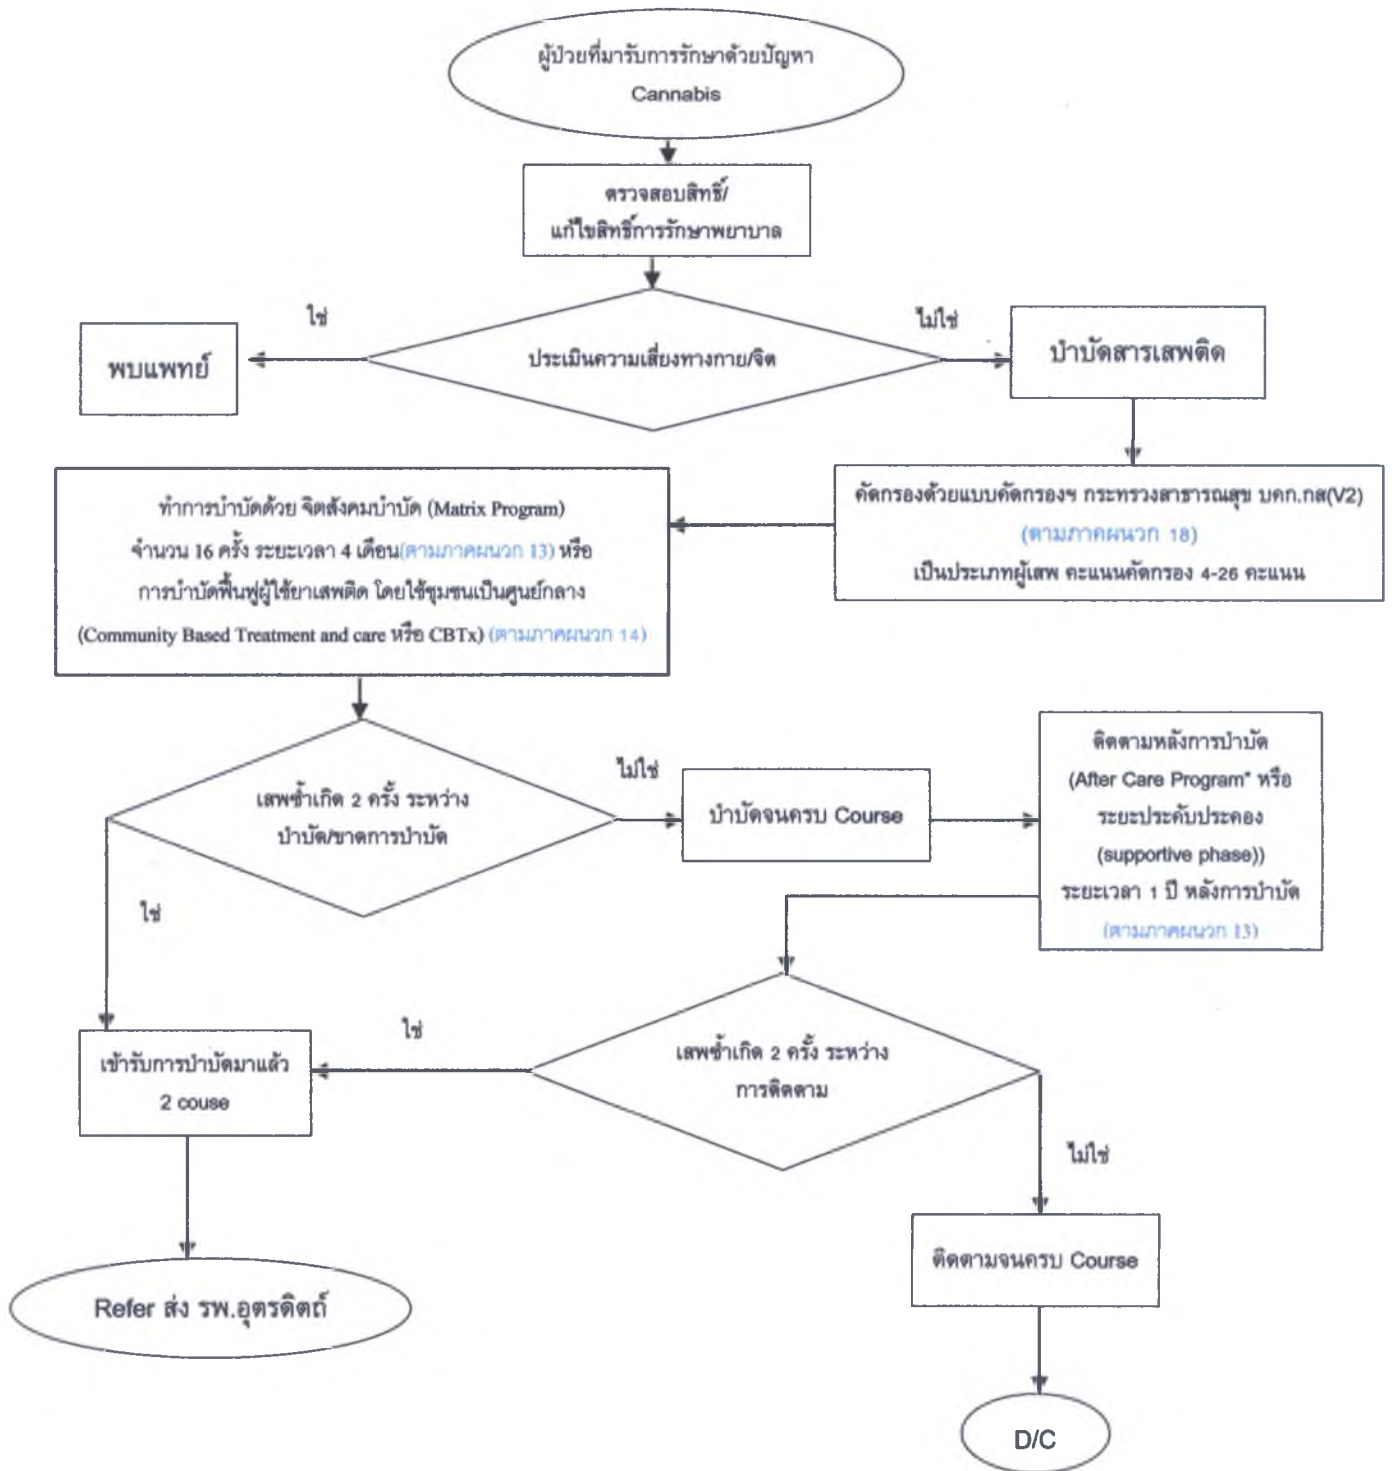 ผู้ป่วยที่มารับการรักษาด้วยปัญหา
Cannabis
ตรวจสอบสิทธิ์/
แก้ไขสิทธิ์การรักษาพยาบาล
ใช่
ไม่ใช่
พบแพทย์
ประเมินความเสี่ยงทางกาย/จิต
บำบัดสารเสพติด
คัดกรองด้วยแบบคัดกรองฯ กระทรวงสาธารณสุข บคก.กส(V2)
(ตามภาคผนวก 18)
เป็นประเภทผู้เสพ คะแนนคัดกรอง 4-26 คะแนน
ทำการบำบัดด้วย จิตสังคมบำบัด (Matrix Program)
จำนวน 16 ครั้ง ระยะเวลา 4 เดือน(ตามภาคผนวก 13) หรือ
การบำบัดฟื้นฟูผู้ใช้ยาเสพติด โดยใช้ชุมชนเป็นศูนย์กลาง
(Community Based Treatment and care หรือ CBTx) (ตามภาคผนวก 14)
เสพซ้ำเกิด 2 ครั้ง ระหว่าง
บำบัด/ขาดการบำบัด
ไม่ใช่
บำบัดจนครบ Course
ติดตามหลังการบำบัด
(After Care Program* หรือ
ระยะประคับประคอง
(supportive phase))
ระยะเวลา 1 ปี หลังการบำบัด
(ตามภาคผนวก 13)
ใช่
เข้ารับการบำบัดมาแล้ว
2 couse
ใช่
เสพซ้ำเกิด 2 ครั้ง ระหว่าง
การติดตาม
ไม่ใช่
ติดตามจนครบ Course
Refer ส่ง รพ.อุตรดิตถ์
D/C